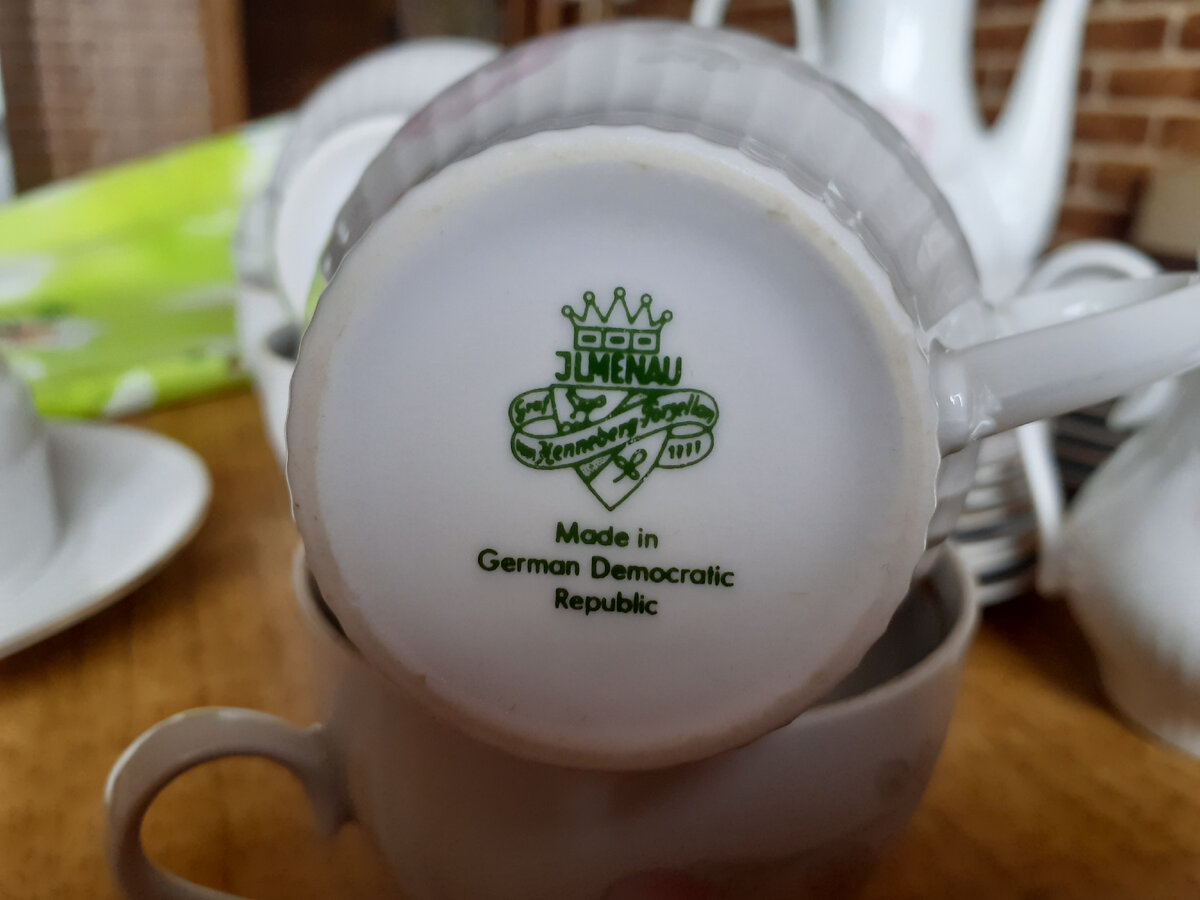 JLMENAU
Graf
von Henneberg Porzellan
1777
Made in
German Democratic
Republic